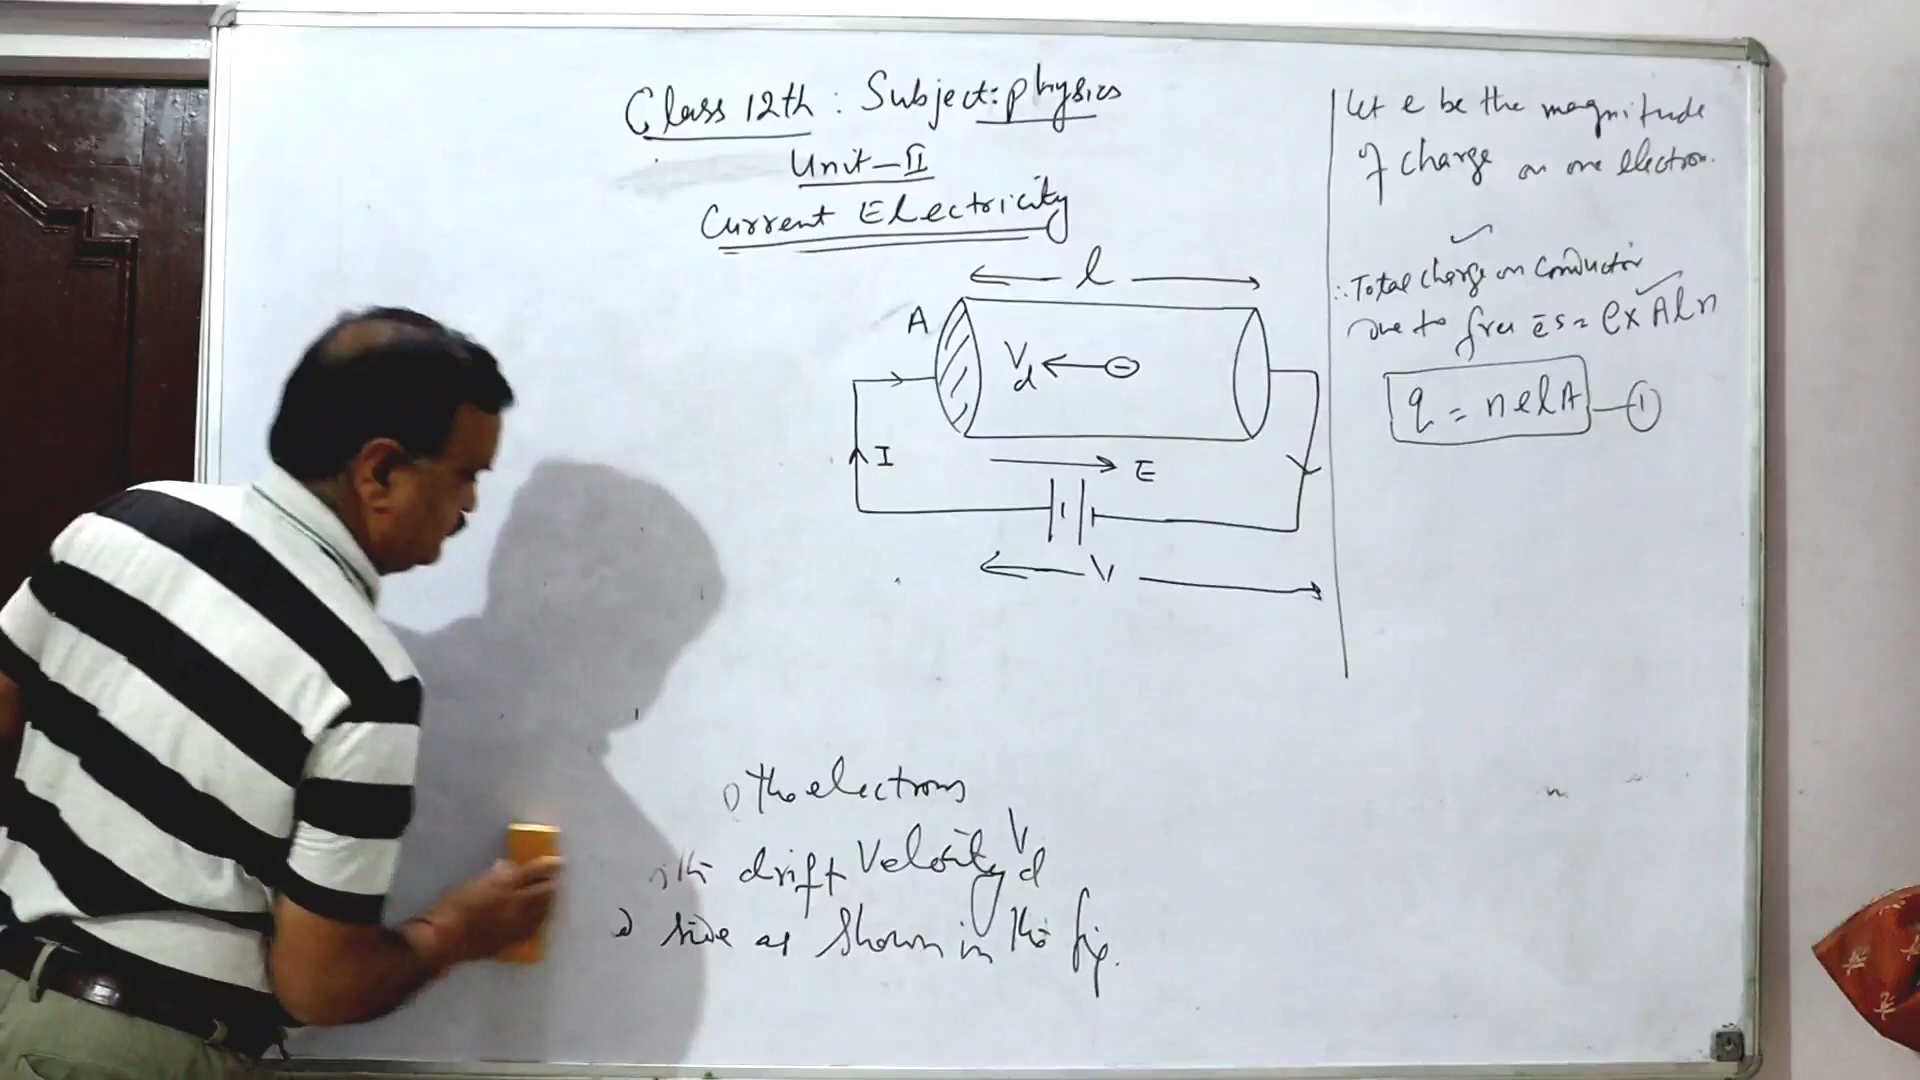 Class 12th : Subject: physics
Unit-II
Current Electricity
l
A
Vd
-
I
E
V
the electrons
drift Velocity Vd
side as shown in the fig.
let e be the magnitude
of charge on one electron.
∴ Total charge on conductor
due to free ēs = e x A l n
q = n e l A — 1